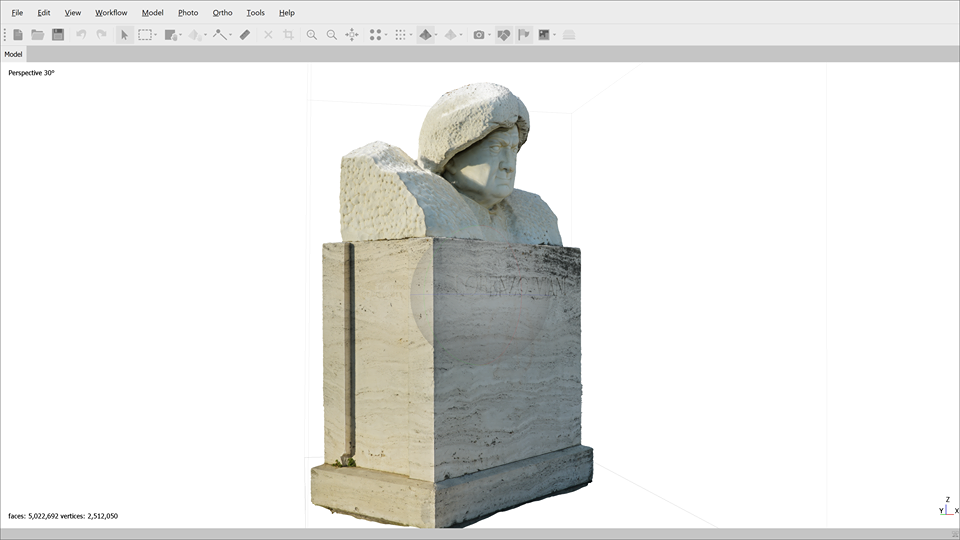 File Edit View Workflow Model Photo Ortho Tools Help
Model
Perspective 30°
faces: 5,022,692 vertices: 2,512,050
Z
Y X